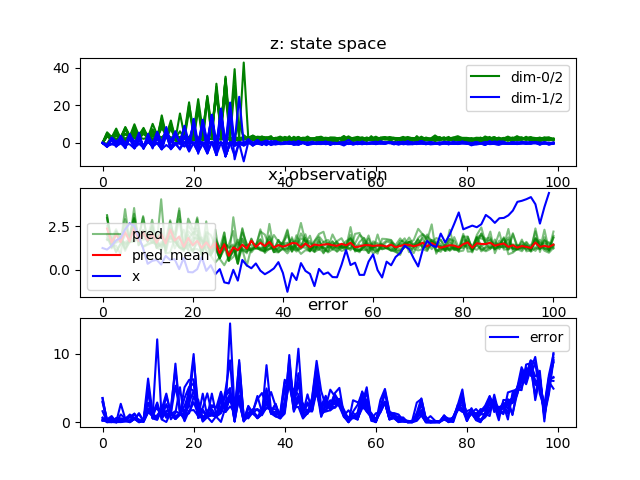 z: state space
40
20
0
dim-0/2
dim-1/2
0 20 40 60 80 100
x: observation
2.5
0.0
pred
pred_mean
x
0 20 40 60 80 100
error
10
0
error
0 20 40 60 80 100